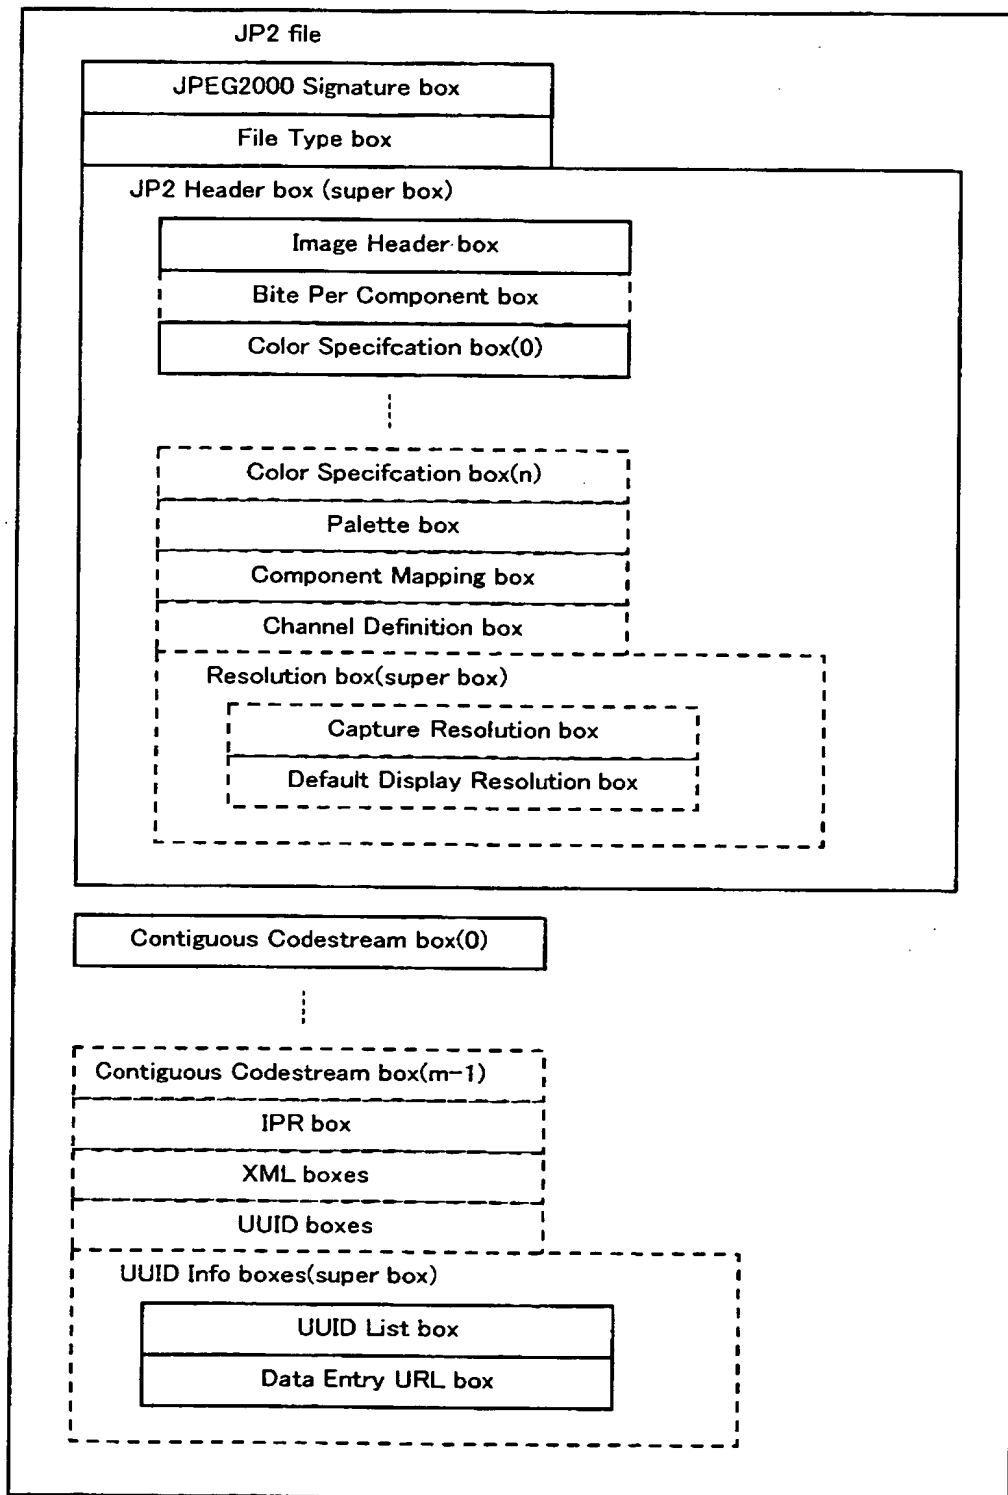 JP2 file
JPEG2000 Signature box
File Type box
JP2 Header box (super box)
Image Header box
Bite Per Component box
Color Specifcation box(0)
Color Specifcation box(n)
Palette box
Component Mapping box
Channel Definition box
Resolution box(super box)
Capture Resolution box
Default Display Resolution box
Contiguous Codestream box(0)
Contiguous Codestream box(m-1)
IPR box
XML boxes
UUID boxes
UUID Info boxes(super box)
UUID List box
Data Entry URL box